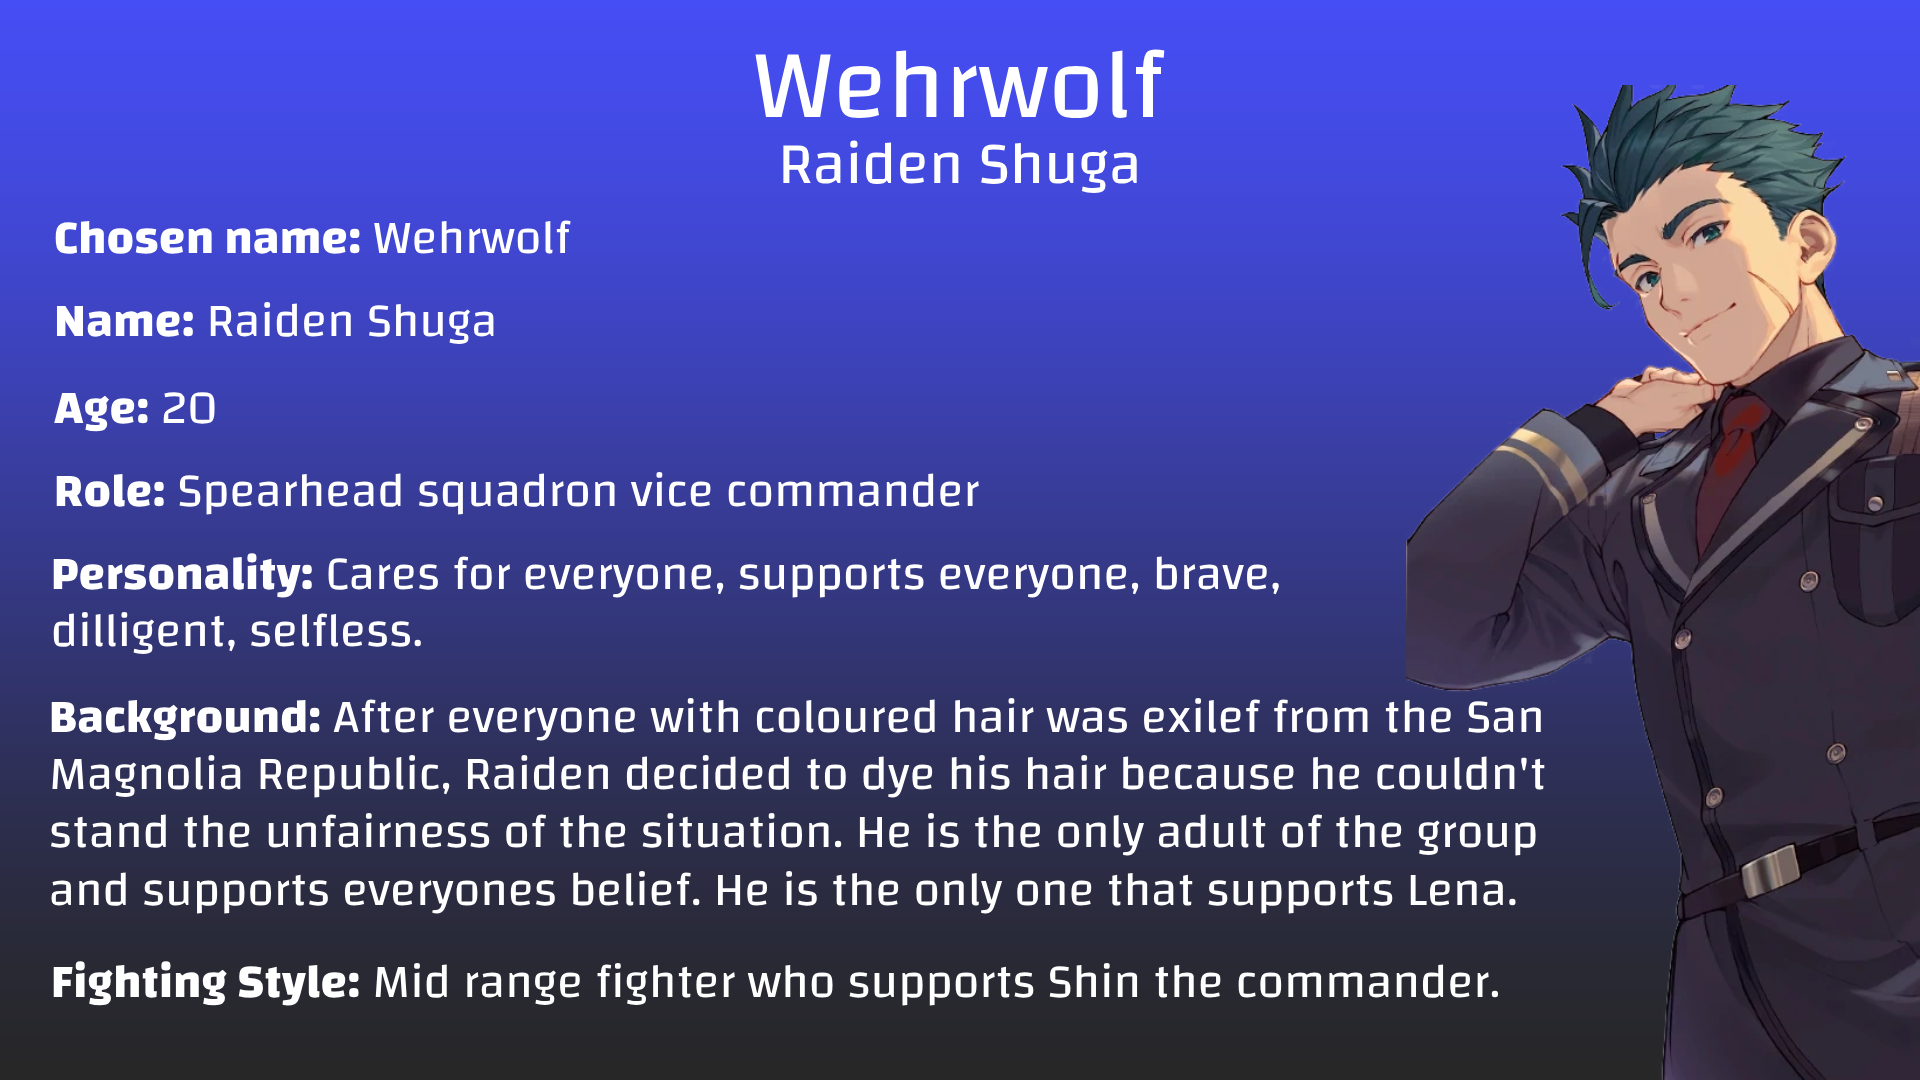 Wehrwolf
Raiden Shuga
Chosen name: Wehrwolf
Name: Raiden Shuga
Age: 20
Role: Spearhead squadron vice commander
Personality: Cares for everyone, supports everyone, brave,
dilligent, selfless.
Background: After everyone with coloured hair was exilef from the San
Magnolia Republic, Raiden decided to dye his hair because he couldn't
stand the unfairness of the situation. He is the only adult of the group
and supports everyones belief. He is the only one that supports Lena.
Fighting Style: Mid range fighter who supports Shin the commander.